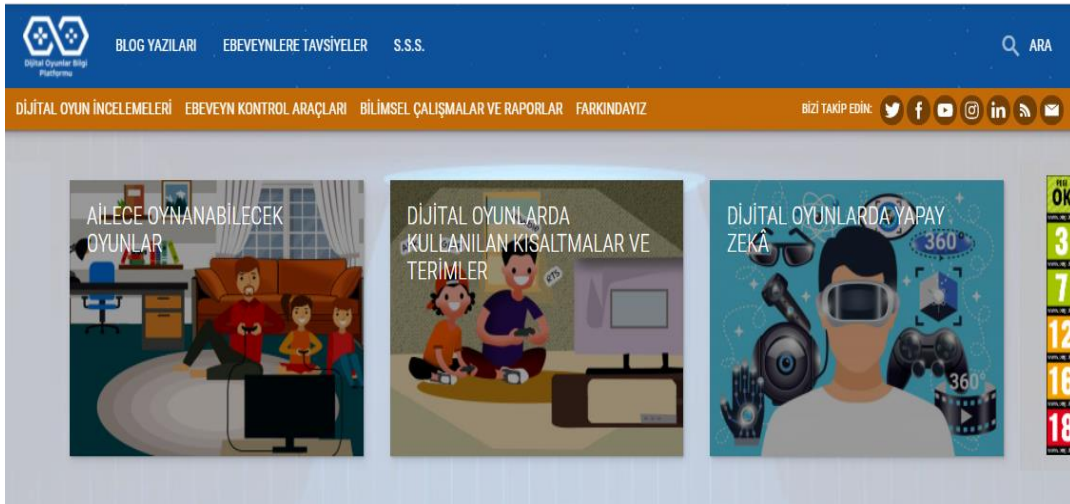 Dijital Oyunlar Bilgi
Platformu
BLOG YAZILARI EBEVEYNLERE TAVSİYELER S.S.S. ARA
DİJİTAL OYUN İNCELEMELERİ EBEVEYN KONTROL ARAÇLARI BİLİMSEL ÇALIŞMALAR VE RAPORLAR FARKINDAYIZ BİZİ TAKİP EDİN:
AİLECE OYNANABİLECEK
OYUNLAR
DİJİTAL OYUNLARDA
KULLANILAN KISALTMALAR VE
TERİMLER
RTS
DİJİTAL OYUNLARDA YAPAY
ZEKÂ
360°
360°
OK
3
7
12
16
18